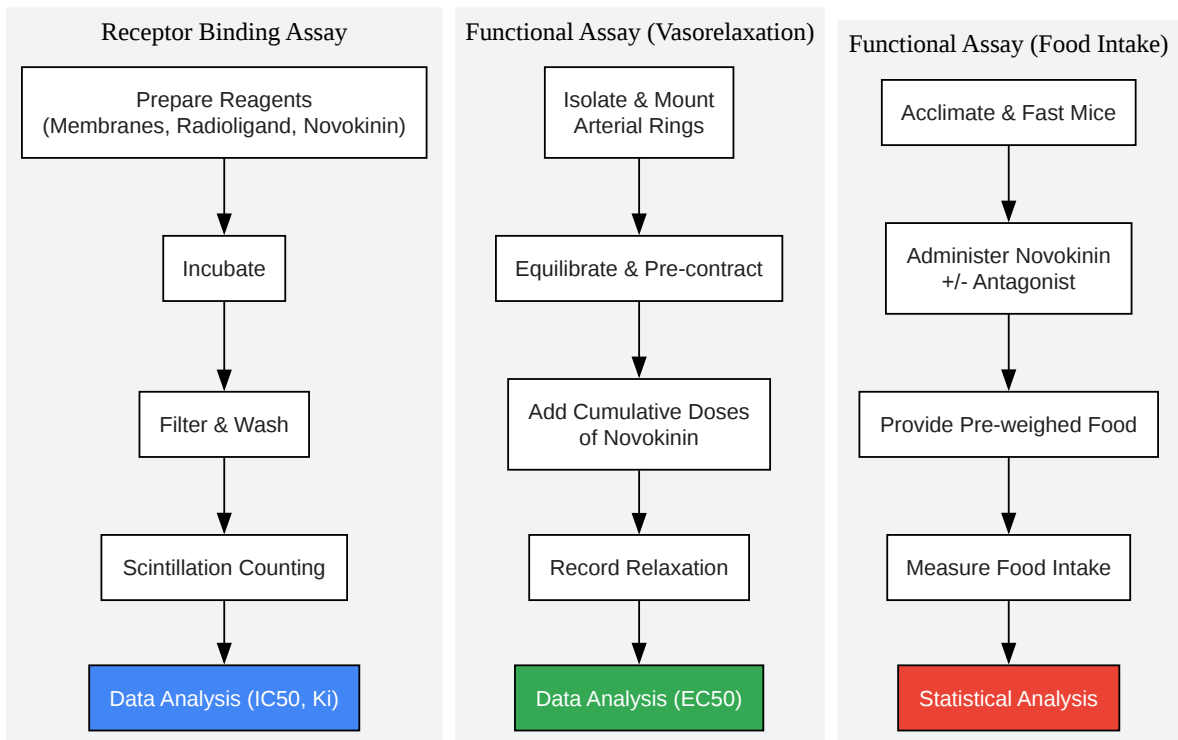 Receptor Binding Assay
Prepare Reagents
(Membranes, Radioligand, Novokinin)
Incubate
Filter & Wash
Scintillation Counting
Data Analysis (IC50, Ki)
Functional Assay (Vasorelaxation)
Isolate & Mount
Arterial Rings
Equilibrate & Pre-contract
Add Cumulative Doses
of Novokinin
Record Relaxation
Data Analysis (EC50)
Functional Assay (Food Intake)
Acclimate & Fast Mice
Administer Novokinin
+/- Antagonist
Provide Pre-weighed Food
Measure Food Intake
Statistical Analysis